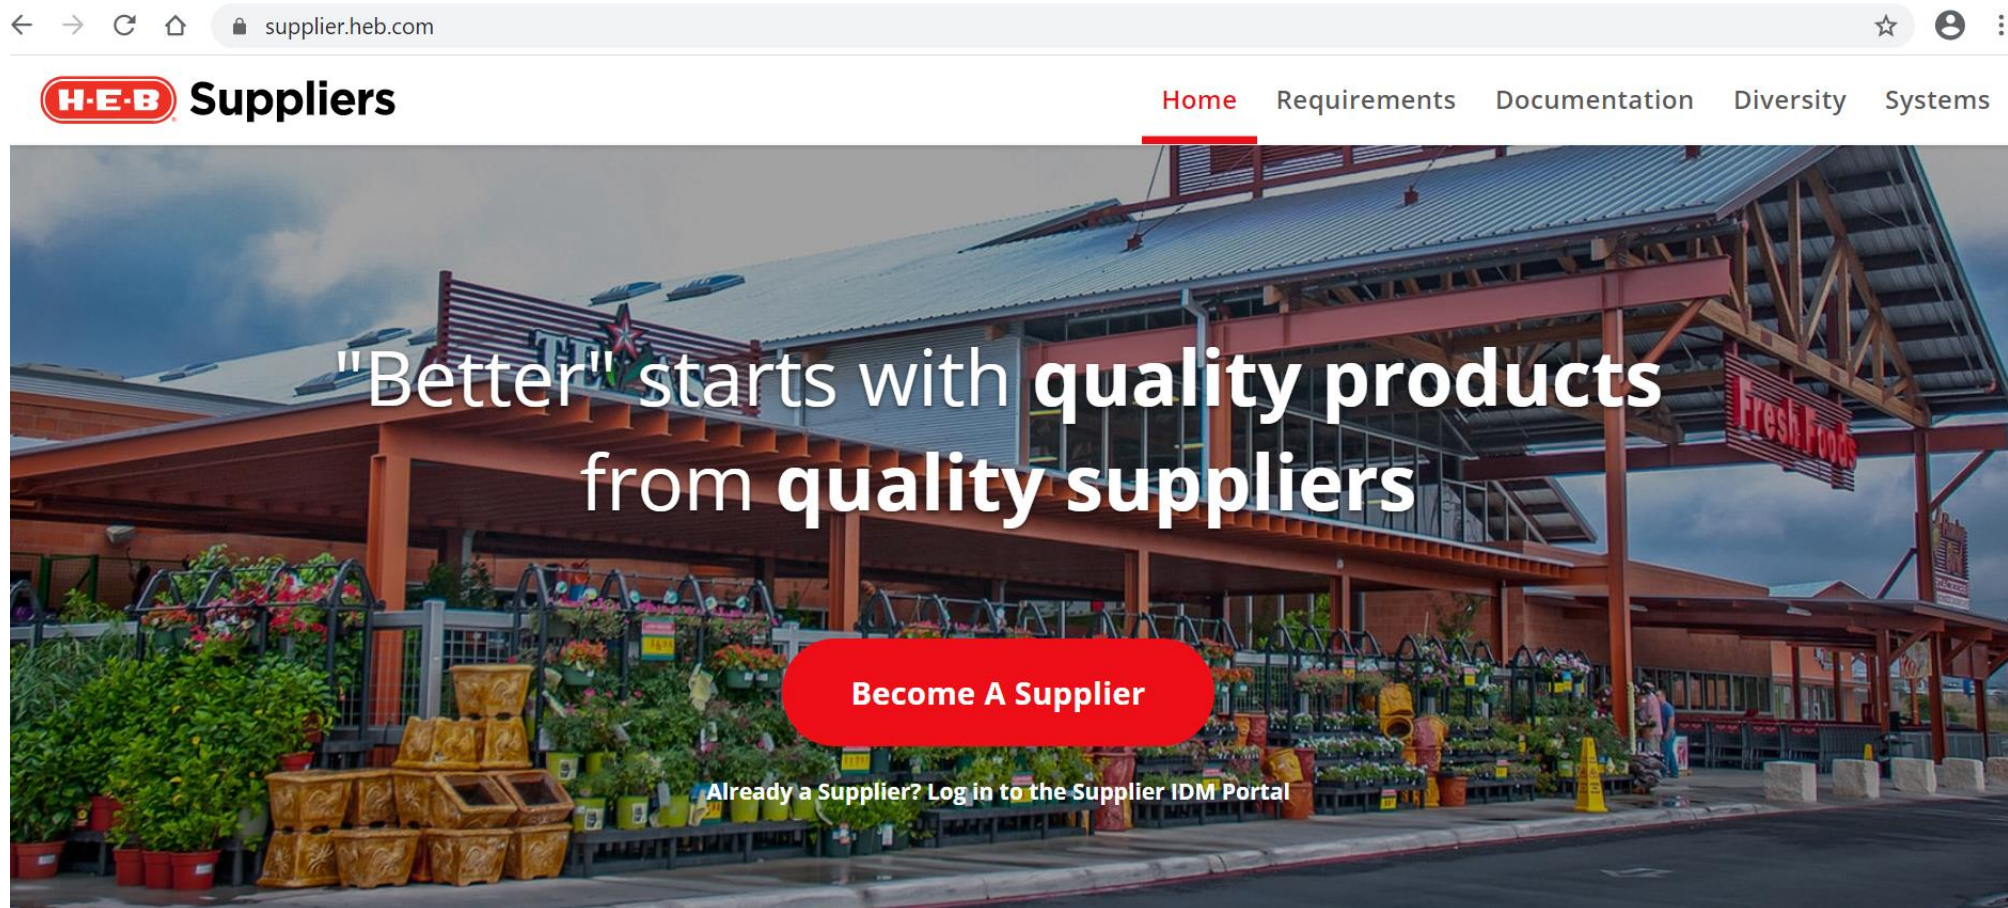 supplier.heb.com
H-E-B Suppliers
Home Requirements Documentation Diversity Systems
"Better" starts with quality products
from quality suppliers
Fresh Foods
Become A Supplier
Already a Supplier? Log in to the Supplier IDM Portal